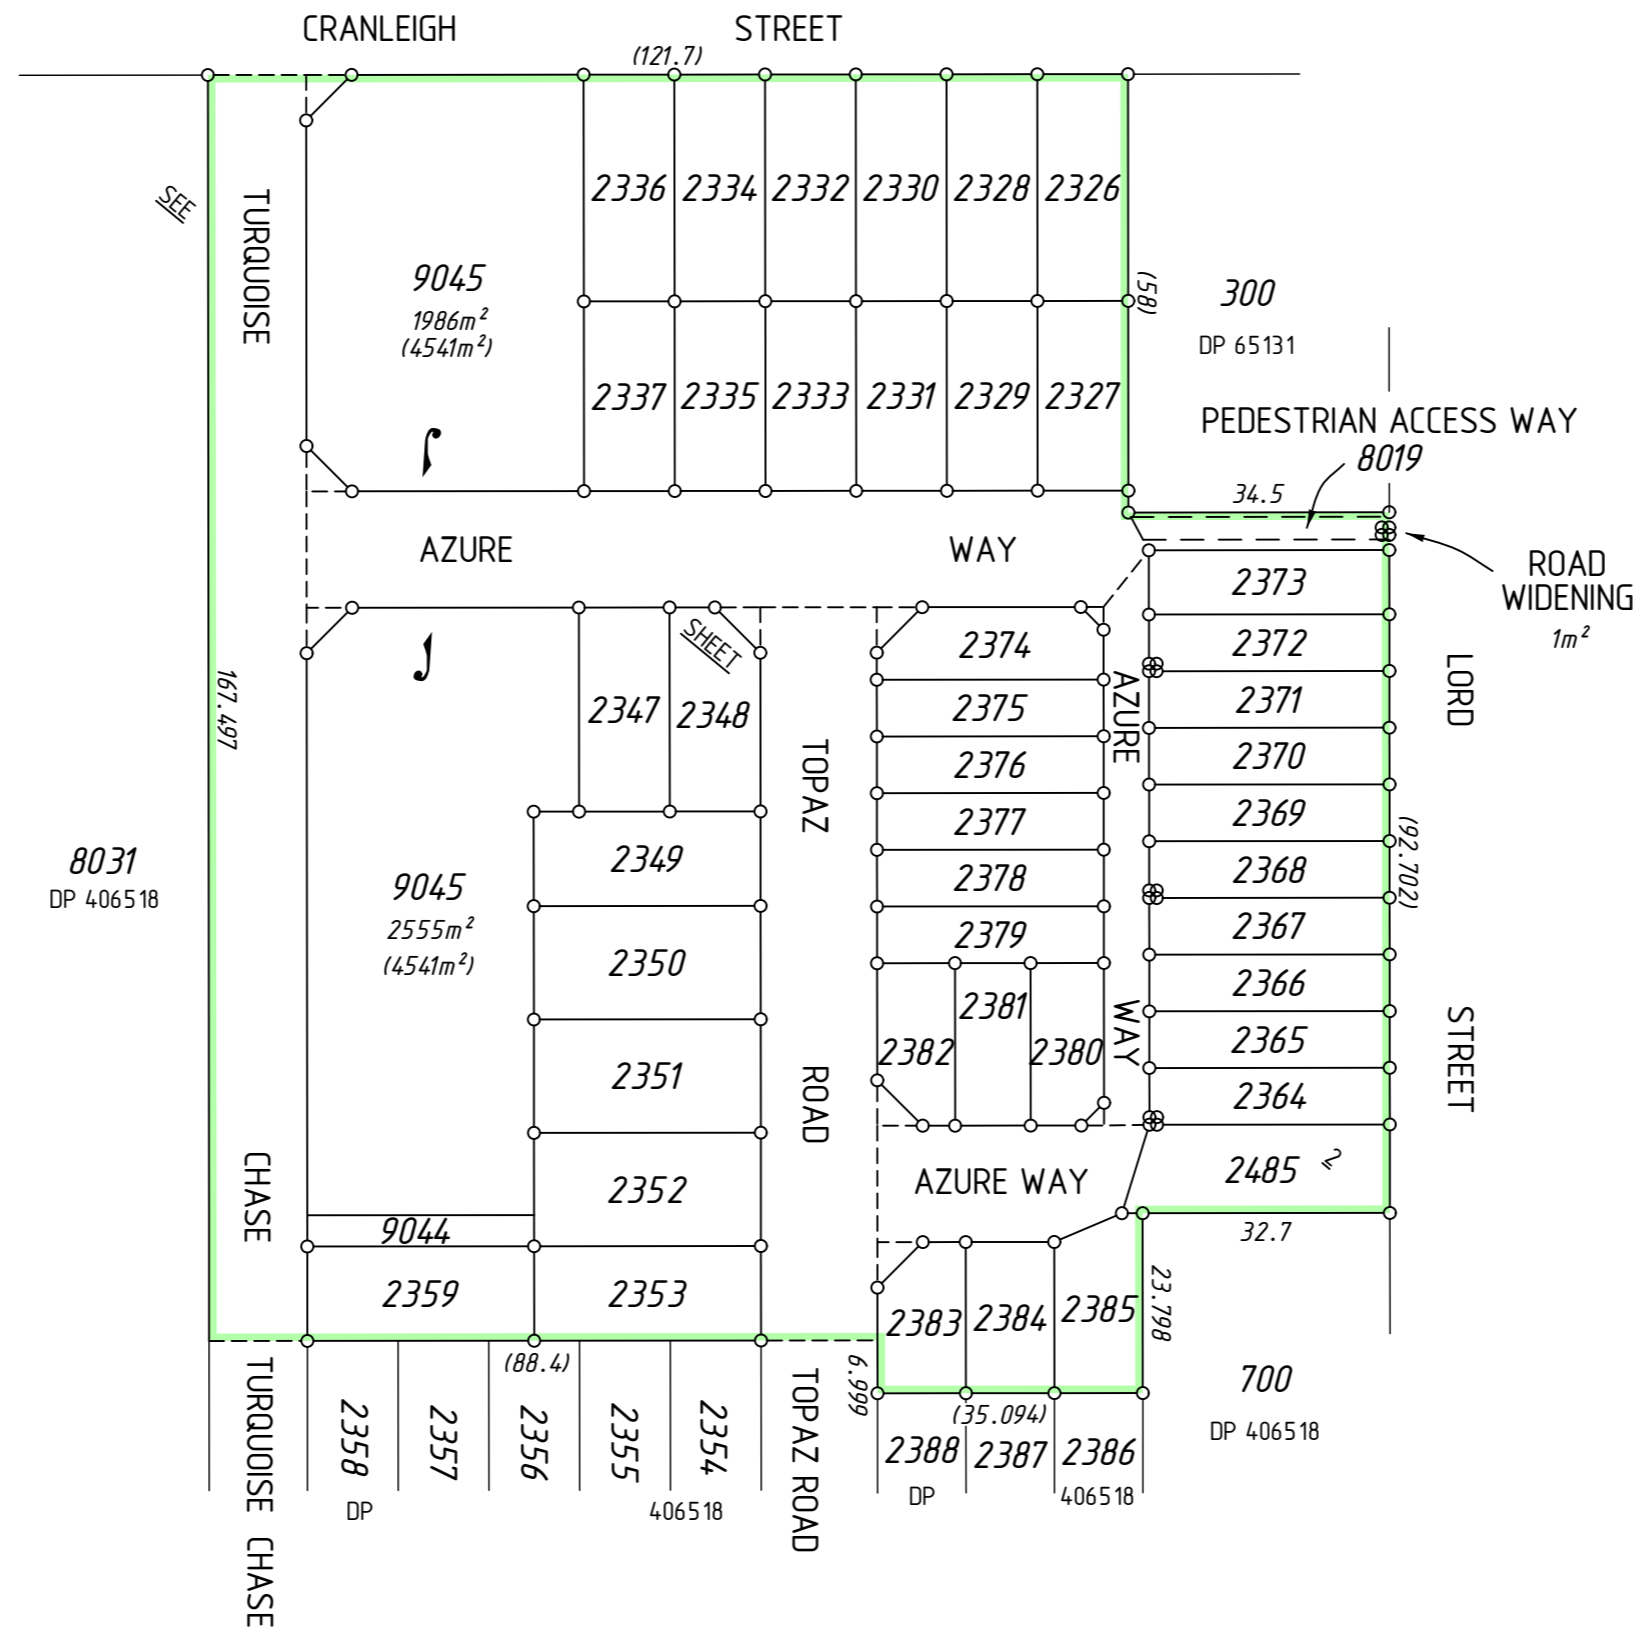 CRANLEIGH STREET
(121.7)
SEE
TURQUOISE
2336 2334 2332 2330 2328 2326
9045
1986m²
(4541m²)
(58)
300
DP 65131
2337 2335 2333 2331 2329 2327
PEDESTRIAN ACCESS WAY
8019
34.5
AZURE WAY
ROAD
WIDENING
1m²
2373
2372
2371
2370
2369
2368
2367
2366
2365
2364
2485
2
LORD
STREET
(92.702)
32.7
SHEET
2347 2348
167.497
TOPAZ
ROAD
2374
2375
2376
2377
2378
2379
2382 2381 2380
AZURE
WAY
8031
DP 406518
9045
2555m²
(4541m²)
2349
2350
2351
2352
CHASE
9044
2359 2353
AZURE WAY
2383 2384 2385
23.798
(88.4)
6.999
(35.094)
700
DP 406518
TURQUOISE CHASE
2358 2357 2356 2355 2354
TOPAZ ROAD
2388 2387 2386
DP 406518
DP 406518